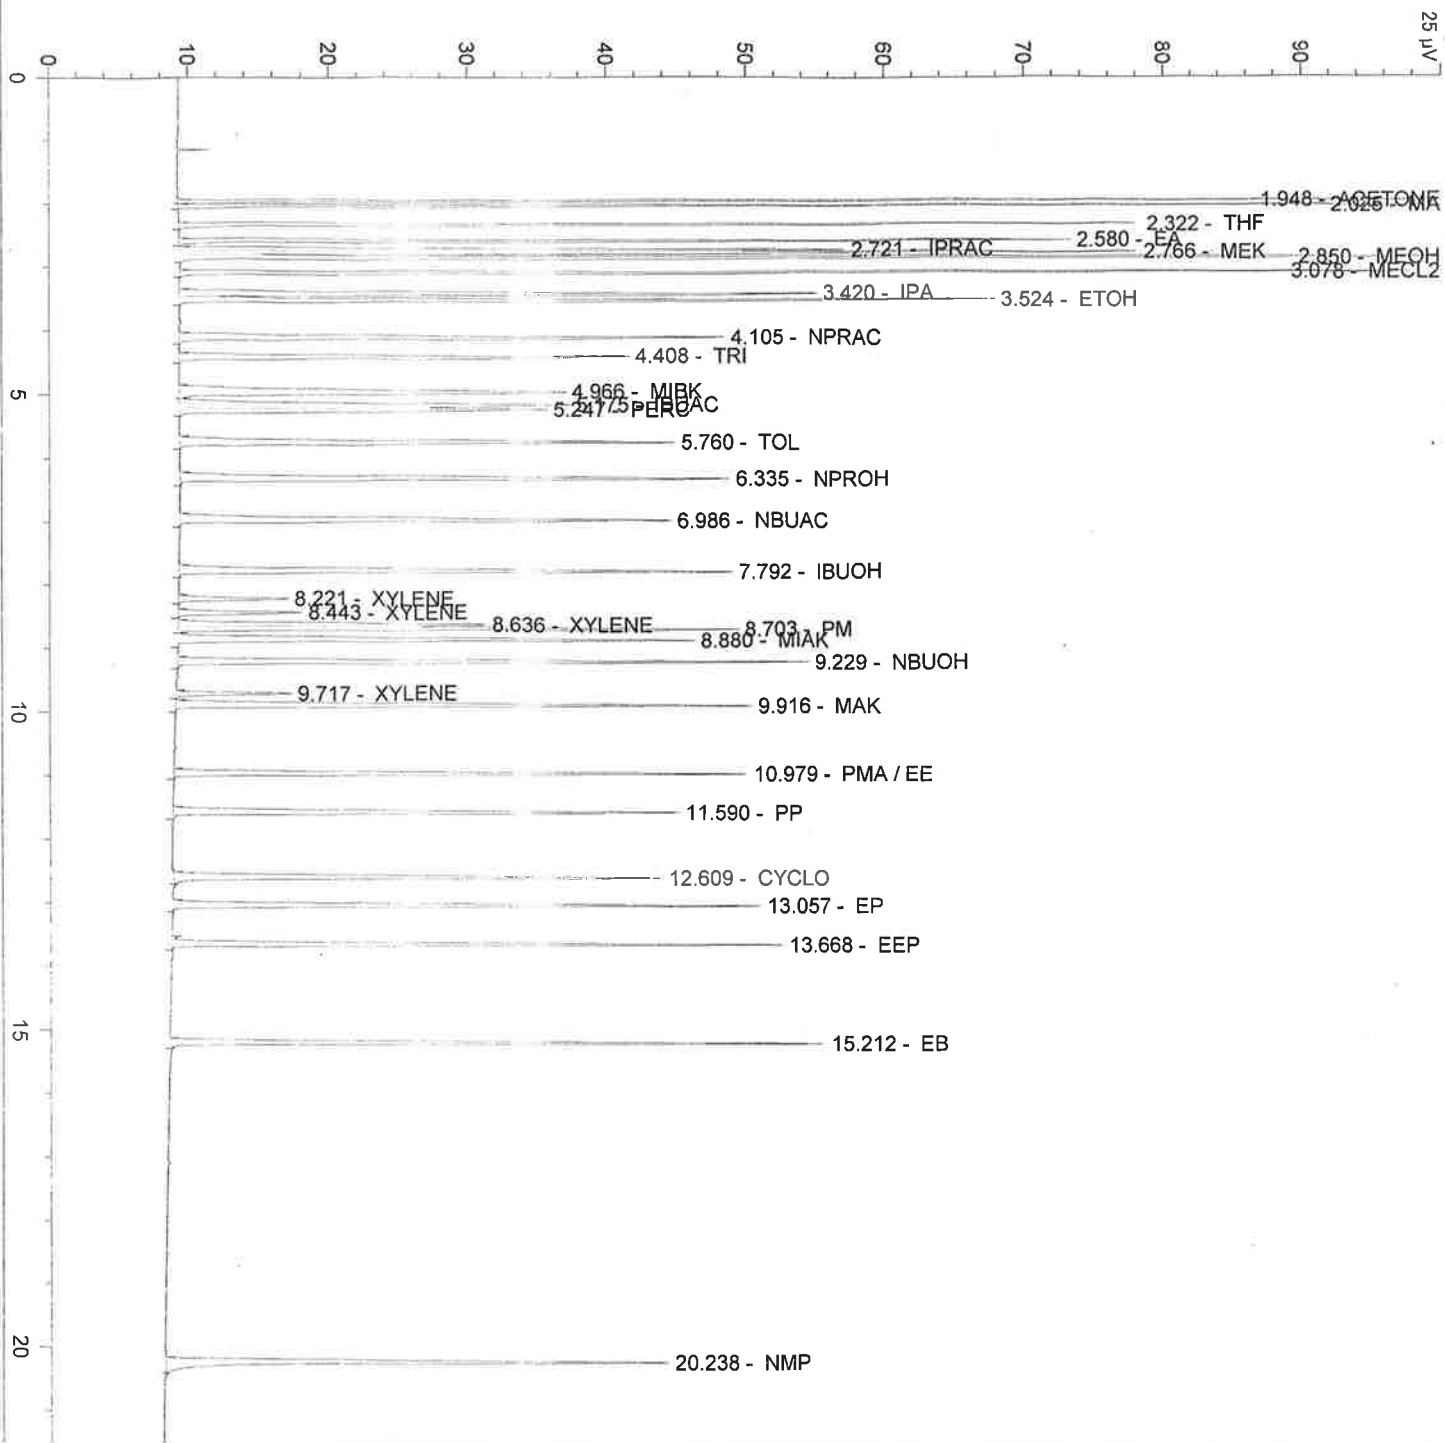 25 µV
0
10
20
30
40
50
60
70
80
90
0
5
10
15
20
1.948 - ACETONE
2.025 - MA
2.322 - THF
2.580 - EA
2.721 - IPRAC
2.766 - MEK
2.850 - MEOH
3.078 - MECL2
3.420 - IPA
3.524 - ETOH
4.105 - NPRAC
4.408 - TRI
4.966 - MIBK
5.175 - IBUAC
5.247 - PERC
5.760 - TOL
6.335 - NPROH
6.986 - NBUAC
7.792 - IBUOH
8.221 - XYLENE
8.443 - XYLENE
8.636 - XYLENE
8.703 - PM
8.880 - MIAK
9.229 - NBUOH
9.717 - XYLENE
9.916 - MAK
10.979 - PMA / EE
11.590 - PP
12.609 - CYCLO
13.057 - EP
13.668 - EEP
15.212 - EB
20.238 - NMP